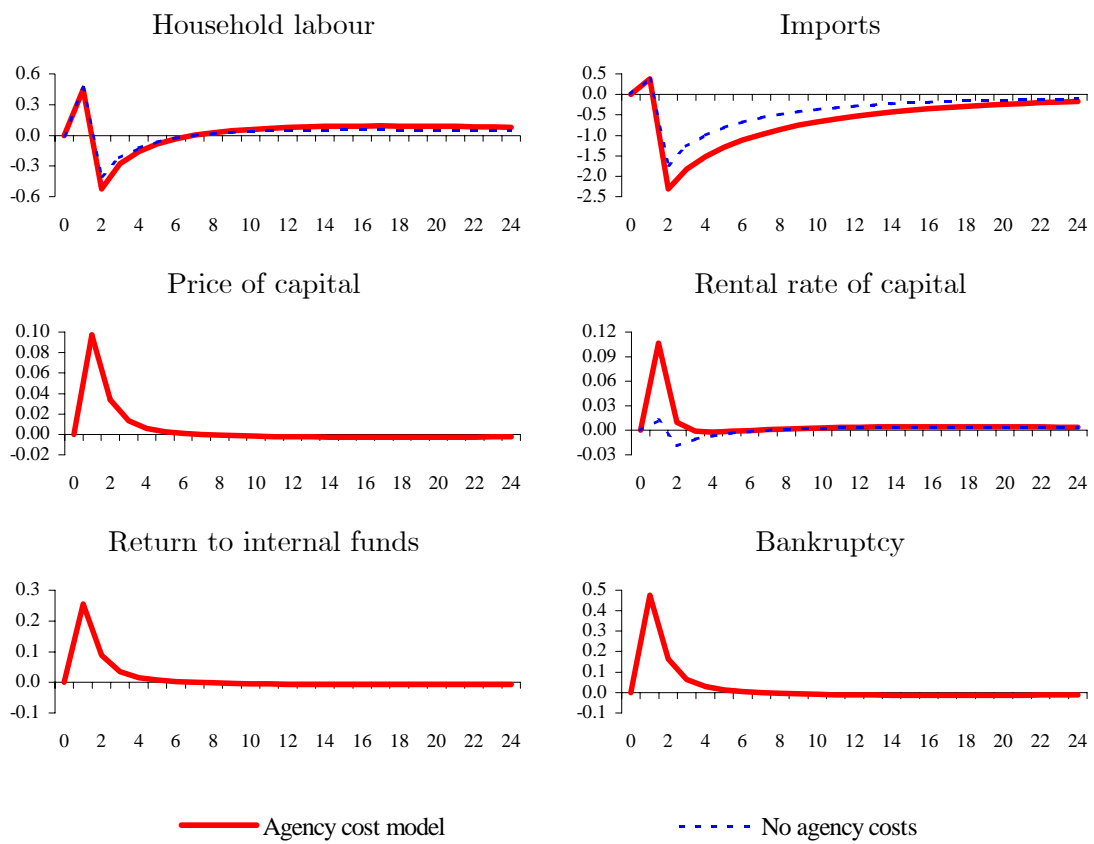 Household labour
0.6
0.3
0.0
-0.3
-0.6
0 2 4 6 8 10 12 14 16 18 20 22 24
Imports
0.5
0.0
-0.5
-1.0
-1.5
-2.0
-2.5
0 2 4 6 8 10 12 14 16 18 20 22 24
Price of capital
0.10
0.08
0.06
0.04
0.02
0.00
-0.02
0 2 4 6 8 10 12 14 16 18 20 22 24
Rental rate of capital
0.12
0.09
0.06
0.03
0.00
-0.03
0 2 4 6 8 10 12 14 16 18 20 22 24
Return to internal funds
0.3
0.2
0.1
0.0
-0.1
0 2 4 6 8 10 12 14 16 18 20 22 24
Bankruptcy
0.5
0.4
0.3
0.2
0.1
0.0
-0.1
0 2 4 6 8 10 12 14 16 18 20 22 24
Agency cost model
No agency costs